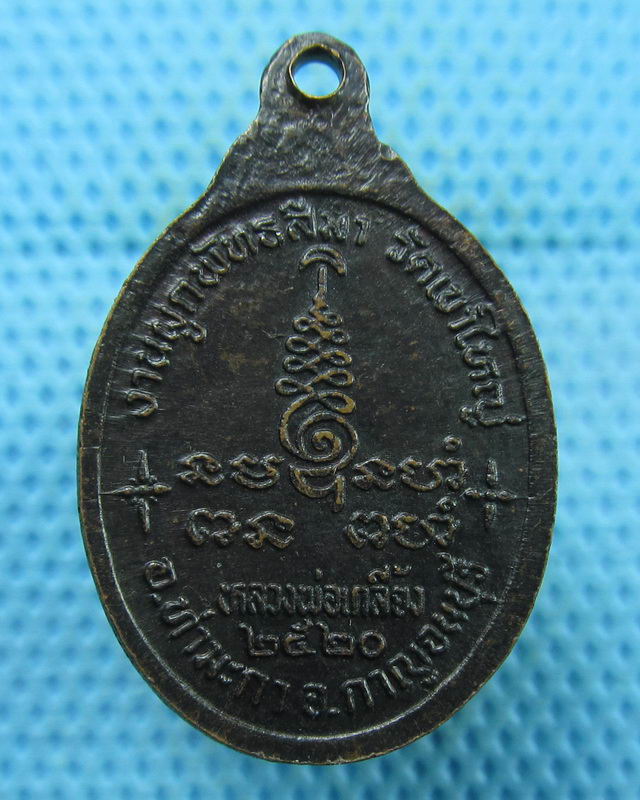 งานผูกพัทธสีมา วัดเขาใหญ่
หลวงพ่อเกลี้ยง
๒๕๒๐
อ.ท่ามะกา จ.กาญจนบุรี